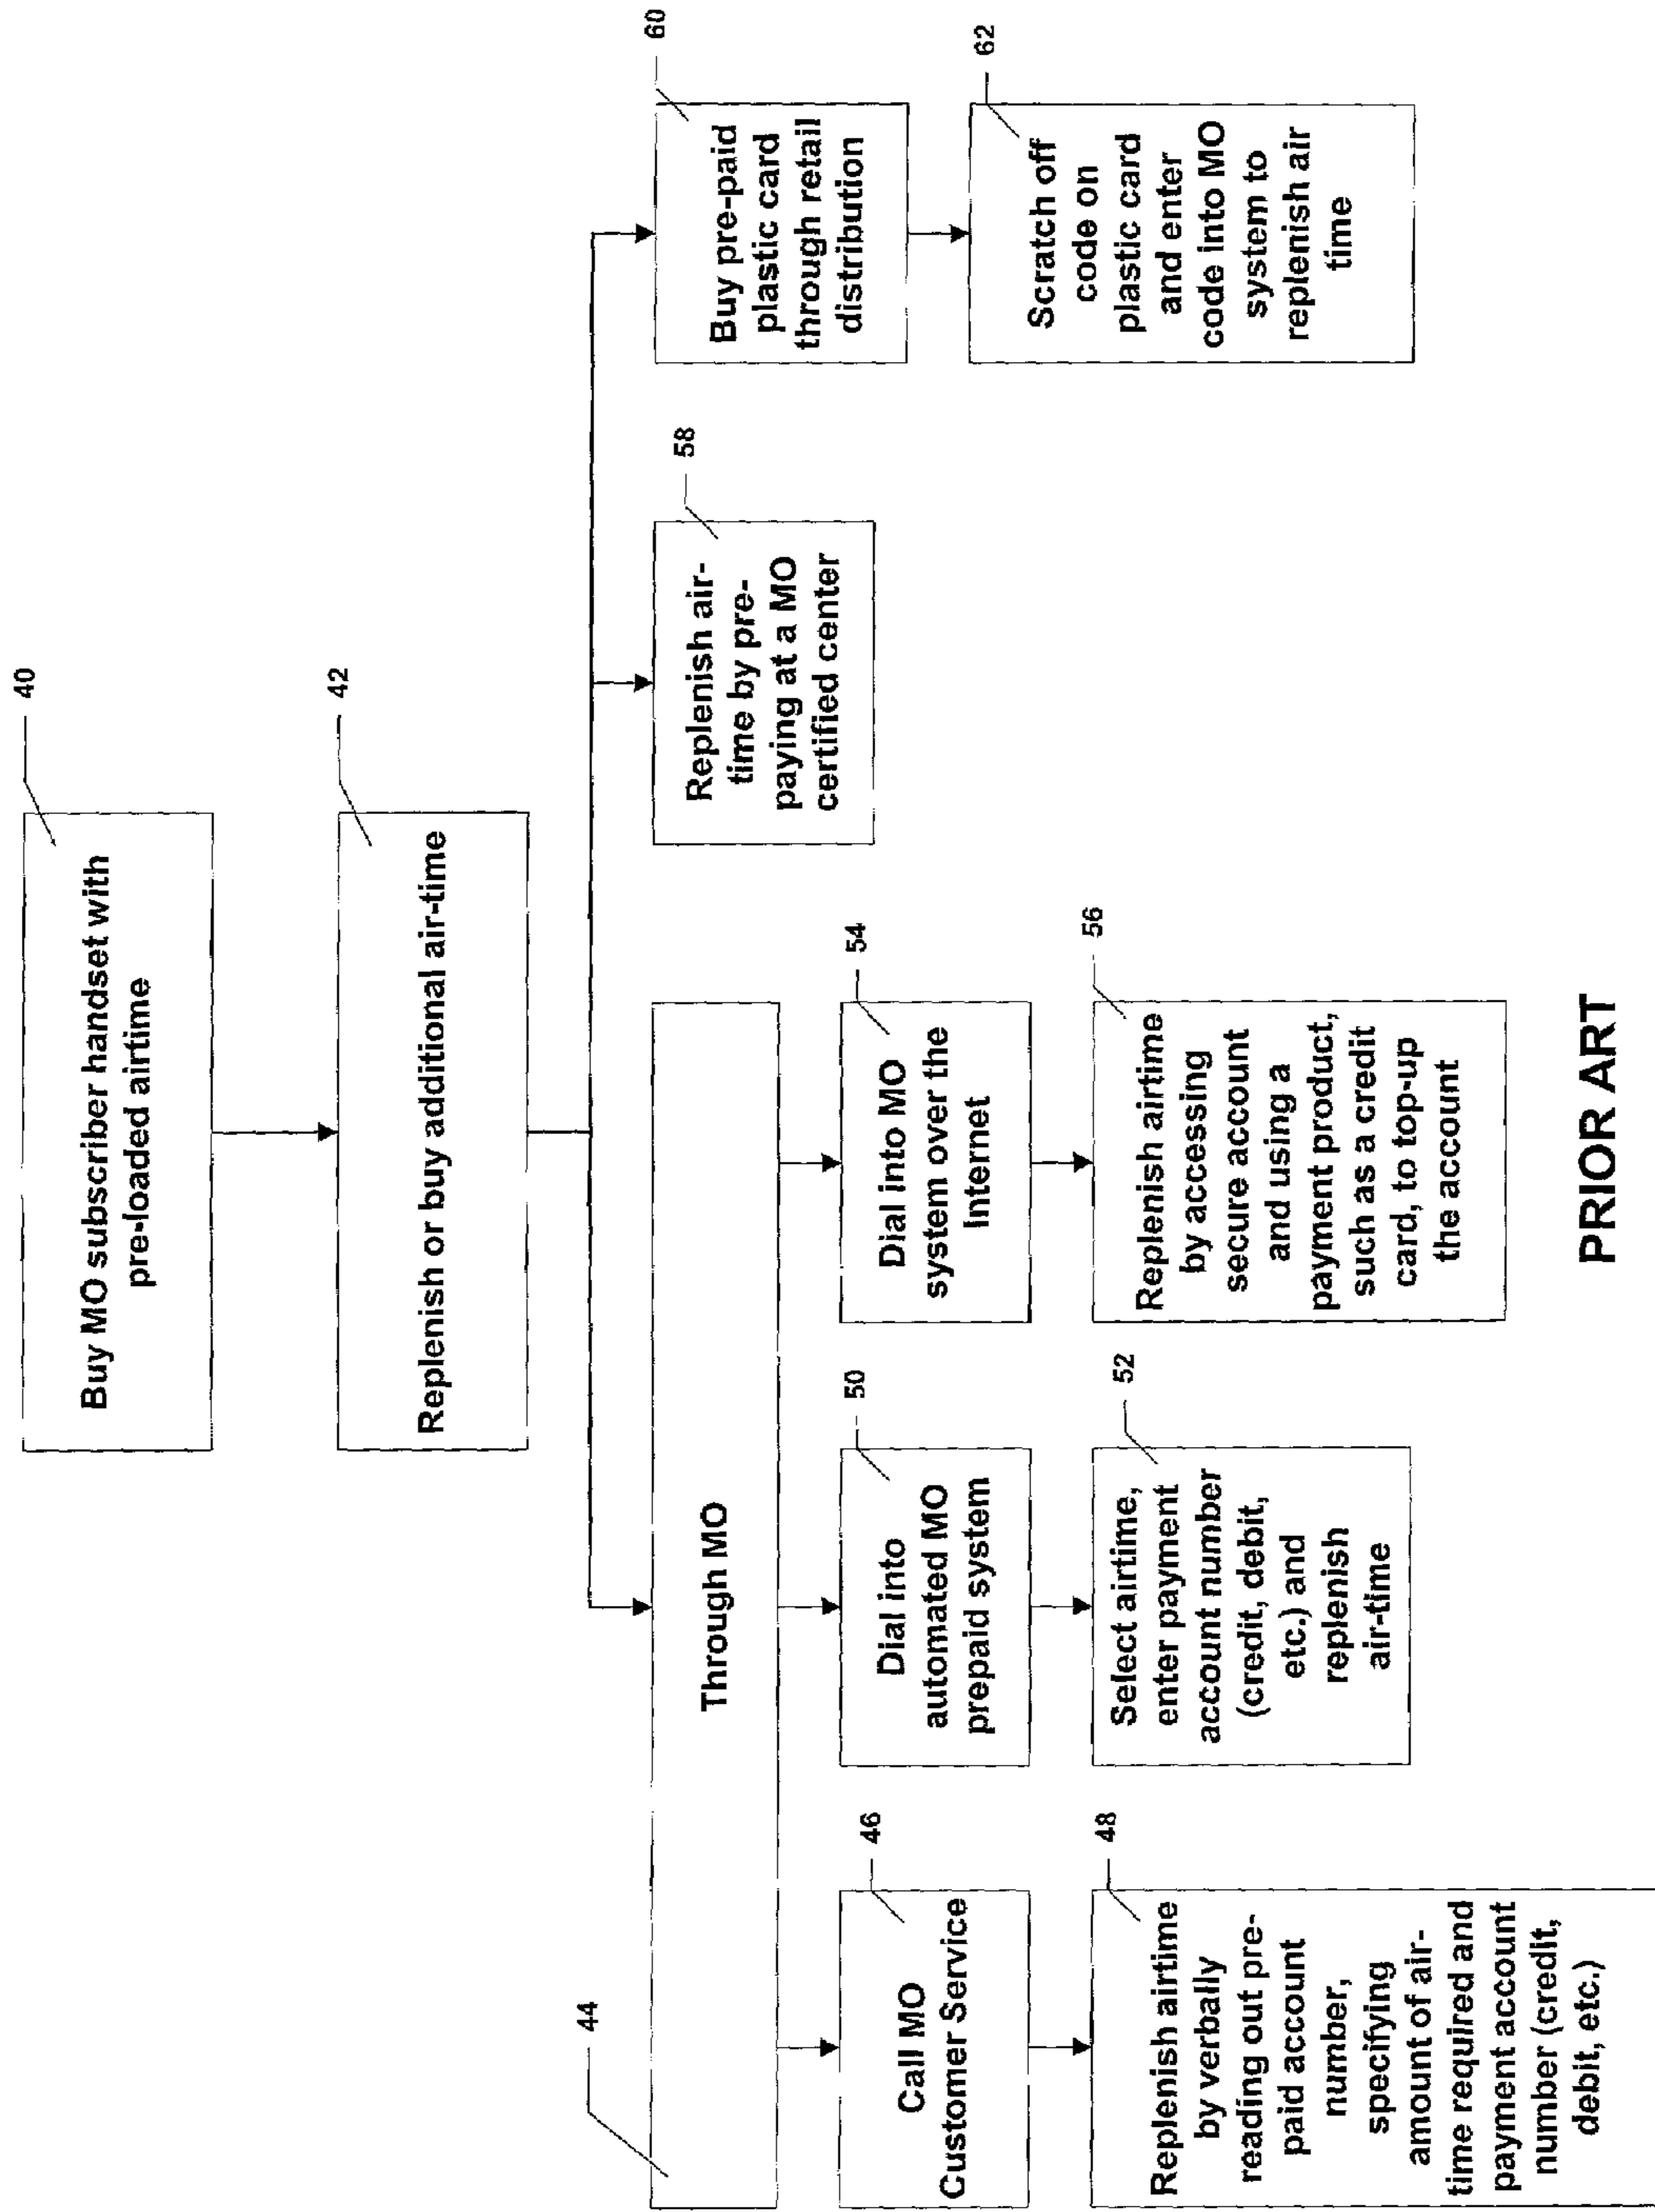 40
Buy MO subscriber handset with
pre-loaded airtime
42
Replenish or buy additional air-time
44
Through MO
46
Call MO
Customer Service
48
Replenish airtime
by verbally
reading out pre-
paid account
number,
specifying
amount of air-
time required and
payment account
number (credit,
debit, etc.)
50
Dial into
automated MO
prepaid system
52
Select airtime,
enter payment
account number
(credit, debit,
etc.) and
replenish
air-time
54
Dial into MO
system over the
Internet
56
Replenish airtime
by accessing
secure account
and using a
payment product,
such as a credit
card, to top-up
the account
58
Replenish air-
time by pre-
paying at a MO
certified center
60
Buy pre-paid
plastic card
through retail
distribution
62
Scratch off
code on
plastic card
and enter
code into MO
system to
replenish air
time
PRIOR ART